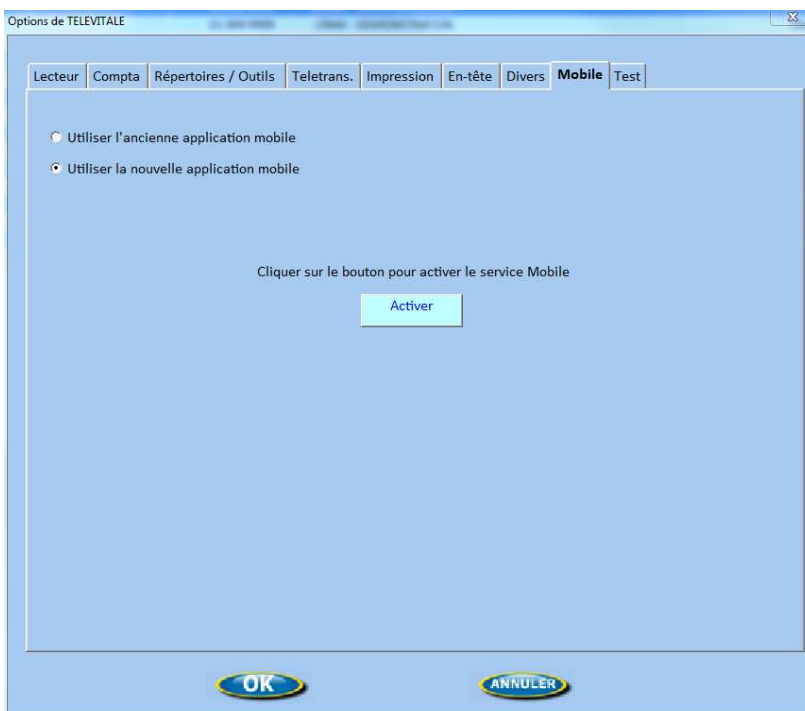 Options de TELEVITALE
Lecteur Compta Répertoires / Outils Teletrans. Impression En-tête Divers Mobile Test
Utiliser l'ancienne application mobile
Utiliser la nouvelle application mobile
Cliquer sur le bouton pour activer le service Mobile
Activer
OK ANNULER